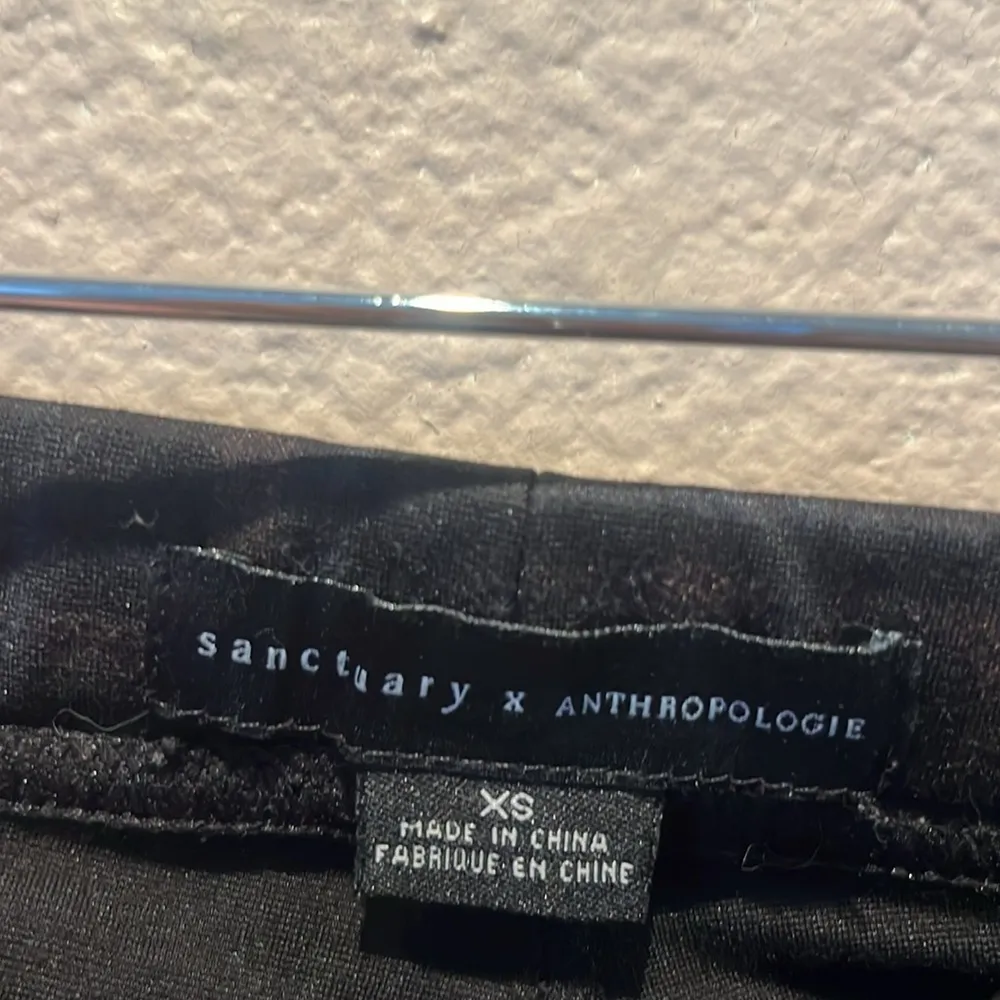 sanctuary x ANTHROPOLOGIE
XS
MADE IN CHINA
FABRIQUE EN CHINE